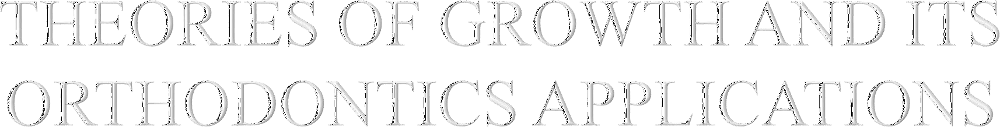 THEORIES OF GROWTH AND ITS
ORTHODONTICS APPLICATIONS